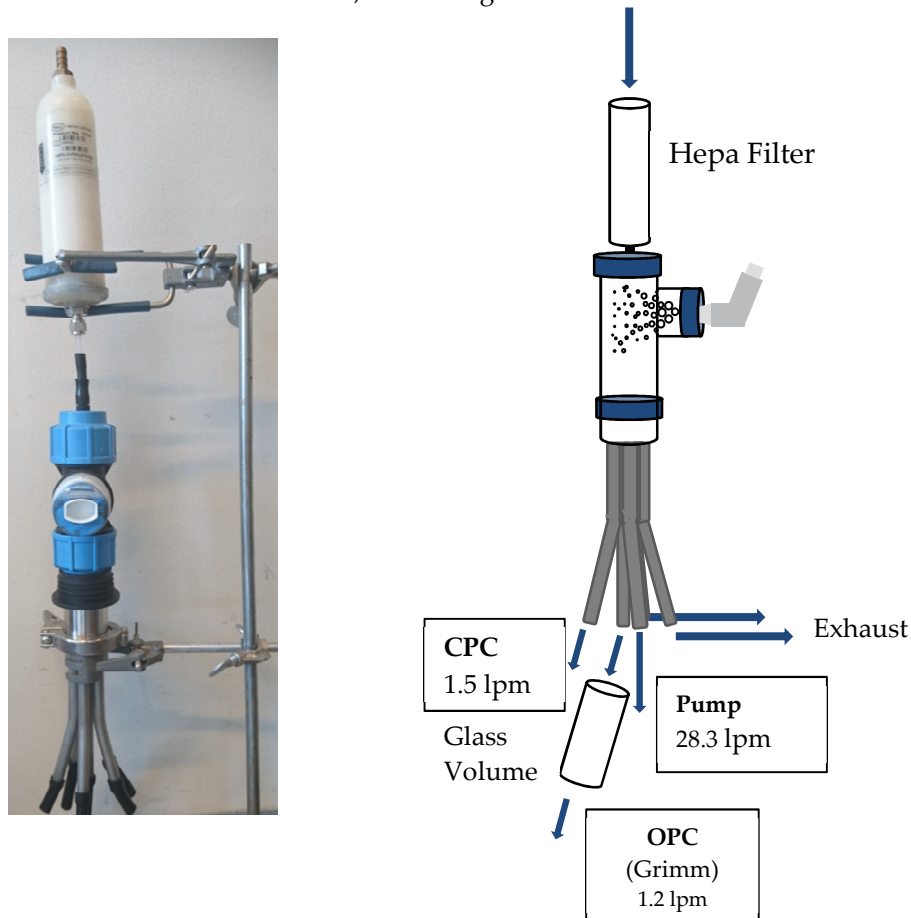 Hepa Filter
Exhaust
CPC
1.5 lpm
Pump
28.3 lpm
Glass
Volume
OPC
(Grimm)
1.2 lpm